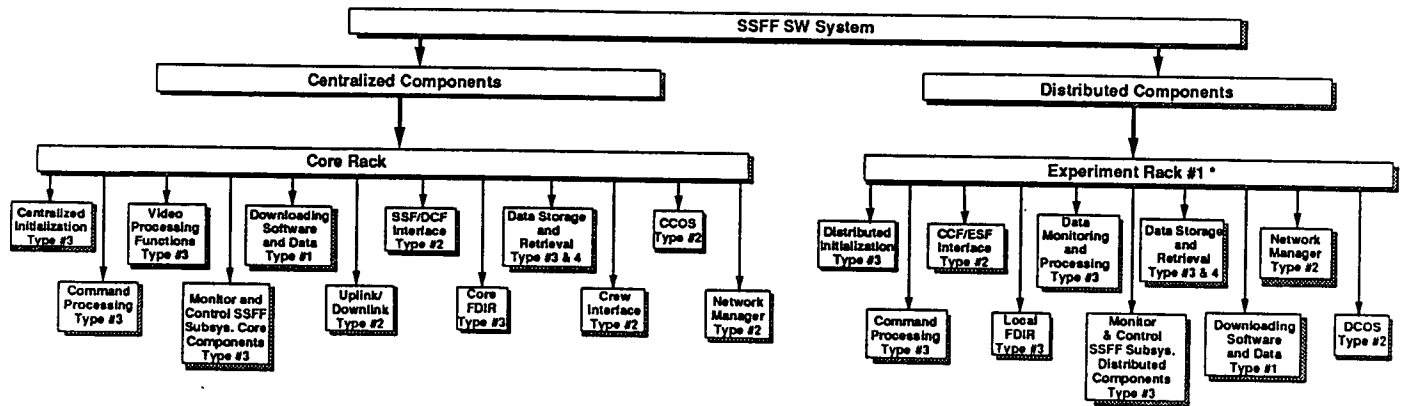 SSFF SW System
Centralized Components
Distributed Components
Core Rack
Experiment Rack #1 *
Centralized
Initialization
Type #3
Video
Processing
Functions
Type #3
Downloading
Software
and Data
Type #1
SSF/DCF
Interface
Type #2
Data Storage
and
Retrieval
Type #3 & 4
CCOS
Type #2
Command
Processing
Type #3
Monitor and
Control SSFF
Subsys. Core
Components
Type #3
Uplink/
Downlink
Type #2
Core
FDIR
Type #3
Crew
Interface
Type #2
Network
Manager
Type #2
Distributed
Initialization
Type #3
CCF/ESF
Interface
Type #2
Data
Monitoring
and
Processing
Type #3
Data Storage
and
Retrieval
Type #3 & 4
Network
Manager
Type #2
Command
Processing
Type #3
Local
FDIR
Type #3
Monitor
& Control
SSFF Subsys.
Distributed
Components
Type #3
Downloading
Software
and Data
Type #1
DCOS
Type #2